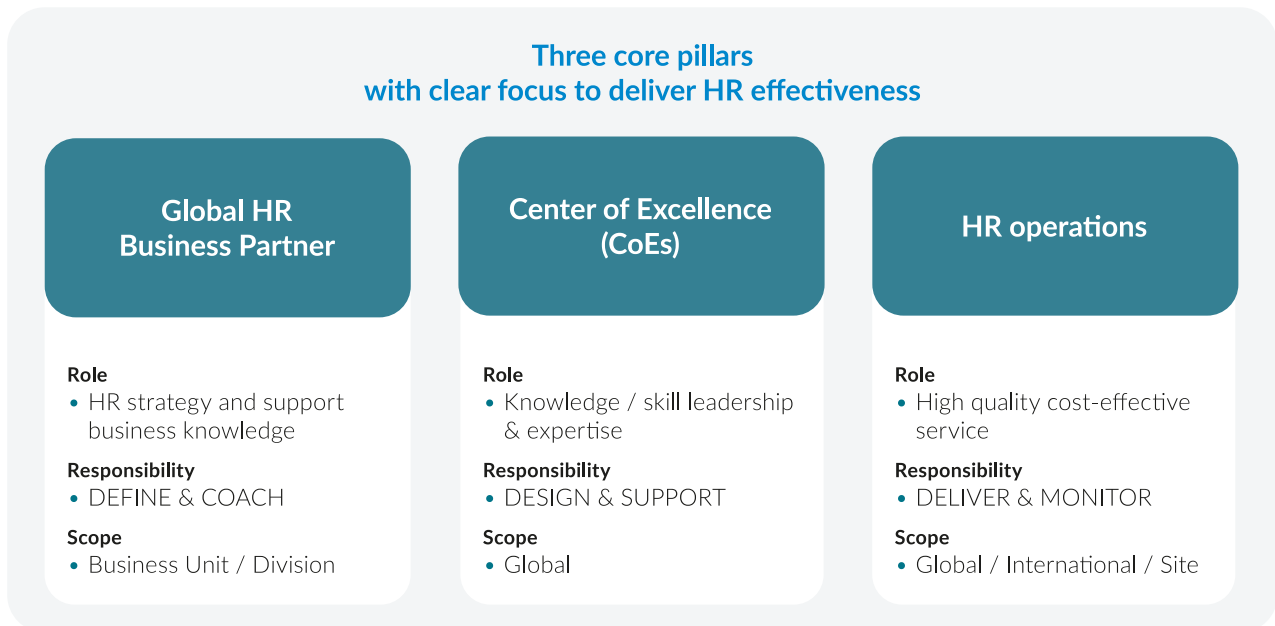 Three core pillars
with clear focus to deliver HR effectiveness
Global HR
Business Partner
Role
• HR strategy and support
business knowledge
Responsibility
• DEFINE & COACH
Scope
• Business Unit / Division
Center of Excellence
(CoEs)
Role
• Knowledge / skill leadership
& expertise
Responsibility
• DESIGN & SUPPORT
Scope
• Global
HR operations
Role
• High quality cost-effective
service
Responsibility
• DELIVER & MONITOR
Scope
• Global / International / Site